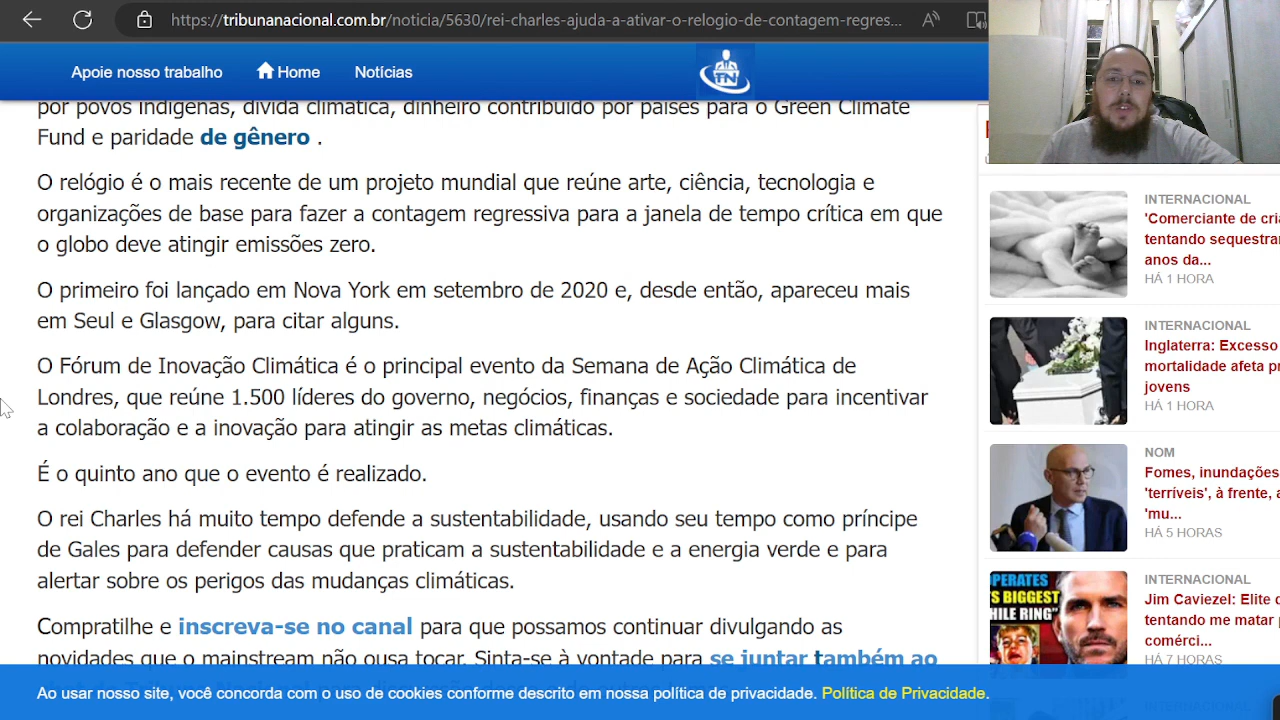 https://tribunanacional.com.br/noticia/5630/rei-charles-ajuda-a-ativar-o-relogio-de-contagem-regres...
Apoie nosso trabalho
Home
Notícias
TN
por povos indígenas, dívida climática, dinheiro contribuído por países para o Green Climate
Fund e paridade de gênero .
O relógio é o mais recente de um projeto mundial que reúne arte, ciência, tecnologia e
organizações de base para fazer a contagem regressiva para a janela de tempo crítica em que
o globo deve atingir emissões zero.
O primeiro foi lançado em Nova York em setembro de 2020 e, desde então, apareceu mais
em Seul e Glasgow, para citar alguns.
O Fórum de Inovação Climática é o principal evento da Semana de Ação Climática de
Londres, que reúne 1.500 líderes do governo, negócios, finanças e sociedade para incentivar
a colaboração e a inovação para atingir as metas climáticas.
É o quinto ano que o evento é realizado.
O rei Charles há muito tempo defende a sustentabilidade, usando seu tempo como príncipe
de Gales para defender causas que praticam a sustentabilidade e a energia verde e para
alertar sobre os perigos das mudanças climáticas.
Compratilhe e inscreva-se no canal para que possamos continuar divulgando as
novidades que o mainstream não ousa tocar. Sinta-se à vontade para se juntar também ao
Ao usar nosso site, você concorda com o uso de cookies conforme descrito em nossa política de privacidade. Política de Privacidade.
INTERNACIONAL
'Comerciante de cri
tentando sequestrar
anos da...
HÁ 1 HORA
INTERNACIONAL
Inglaterra: Excesso
mortalidade afeta p
jovens
HÁ 1 HORA
NOM
Fomes, inundações
'terríveis', à frente, a
'mu...
HÁ 5 HORAS
OPERATES
'S BIGGEST
HILE RING"
INTERNACIONAL
Jim Caviezel: Elite
tentando me matar
comérci...
HÁ 7 HORAS
INTERNACIONAL